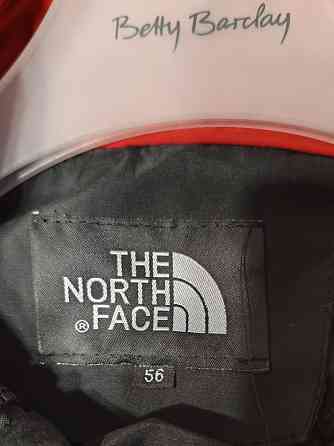 Betty Barclay
THE
NORTH
® FACE
56